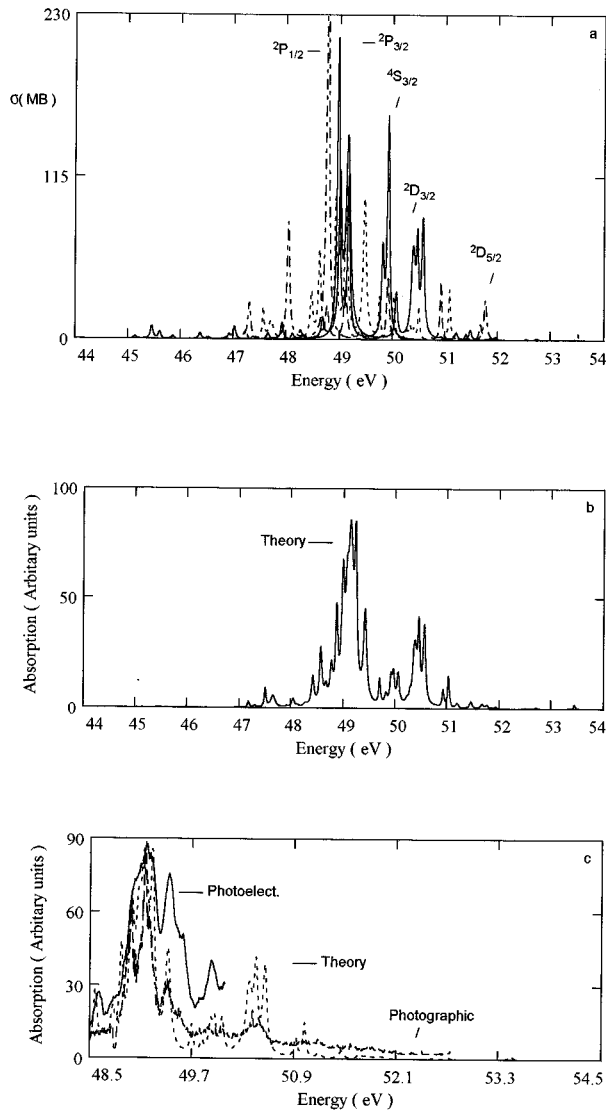 a
230
²P₁/₂
²P₃/₂
⁴S₃/₂
σ(MB)
115
²D₃/₂
²D₅/₂
0
44 45 46 47 48 49 50 51 52 53 54
Energy ( eV )
100
b
Theory
Absorption ( Arbitary units )
50
0
44 45 46 47 48 49 50 51 52 53 54
Energy ( eV )
90
c
Photoelect.
60
Absorption ( Arbitary units )
Theory
30
Photographic
0
48.5 49.7 50.9 52.1 53.3 54.5
Energy ( eV )